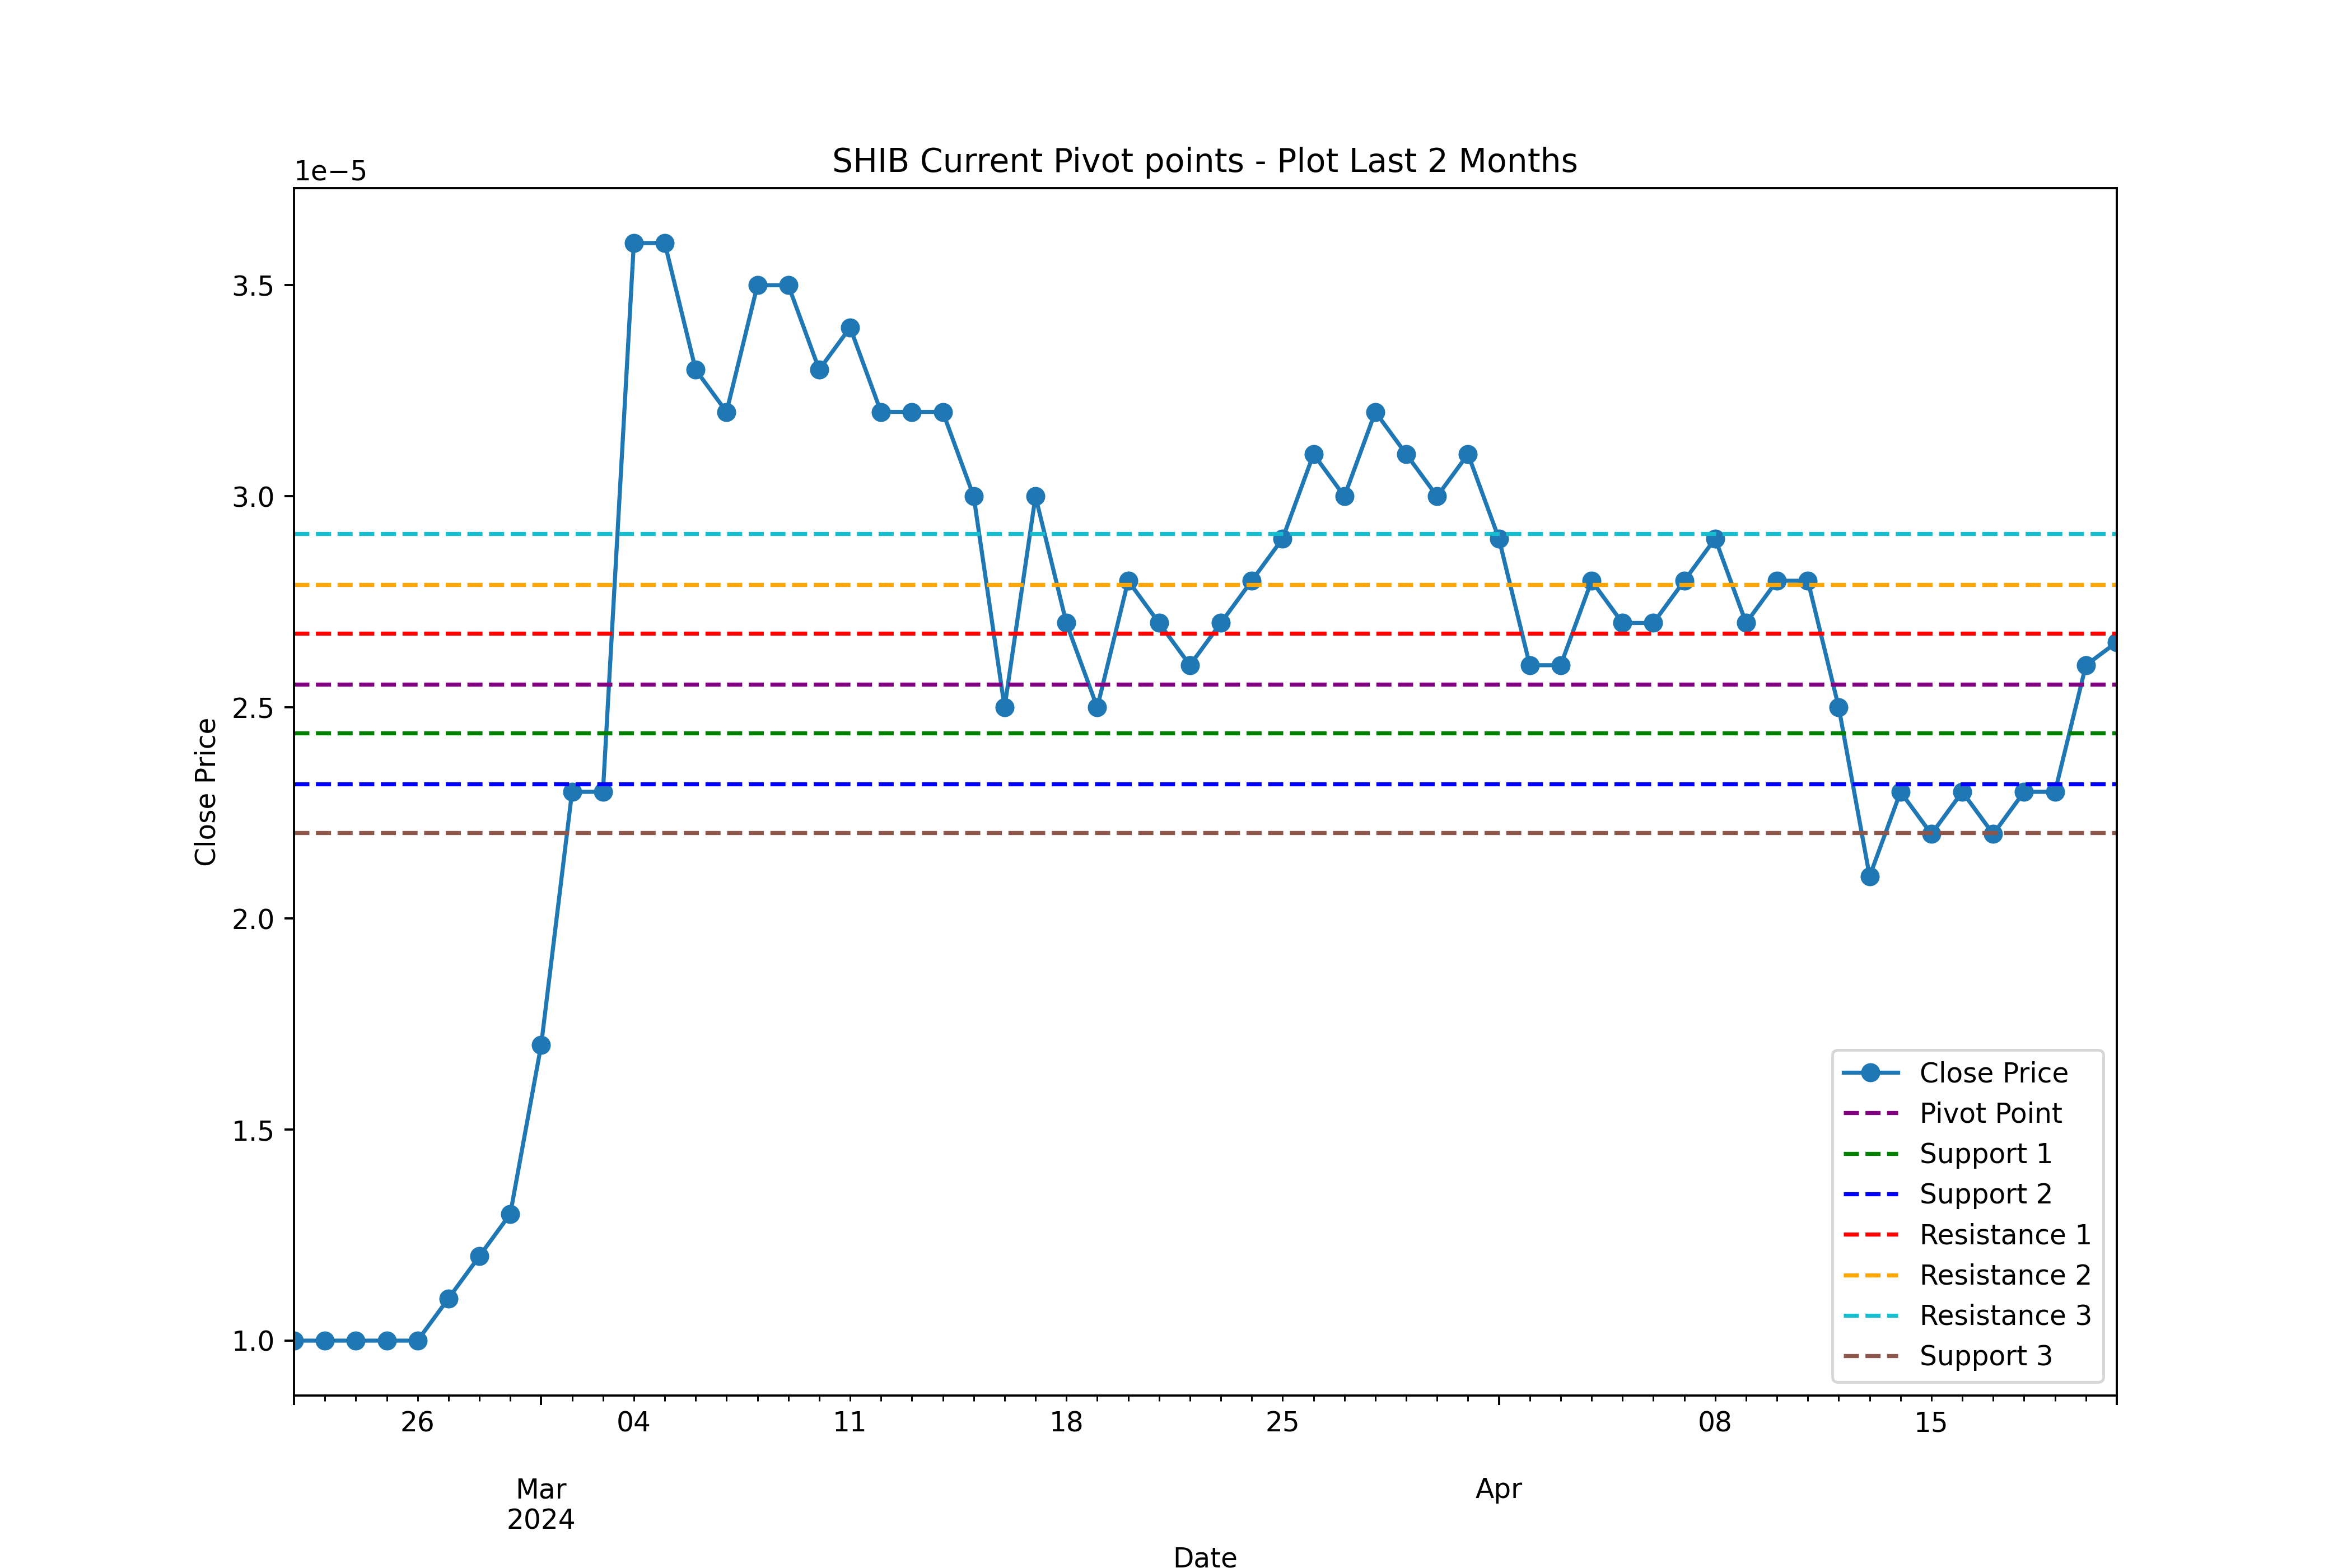 SHIB Current Pivot points - Plot Last 2 Months
1e−5
3.5
3.0
2.5
2.0
1.5
1.0
Close Price
26
04
11
18
25
08
15
Mar
2024
Apr
Date
Close Price
Pivot Point
Support 1
Support 2
Resistance 1
Resistance 2
Resistance 3
Support 3